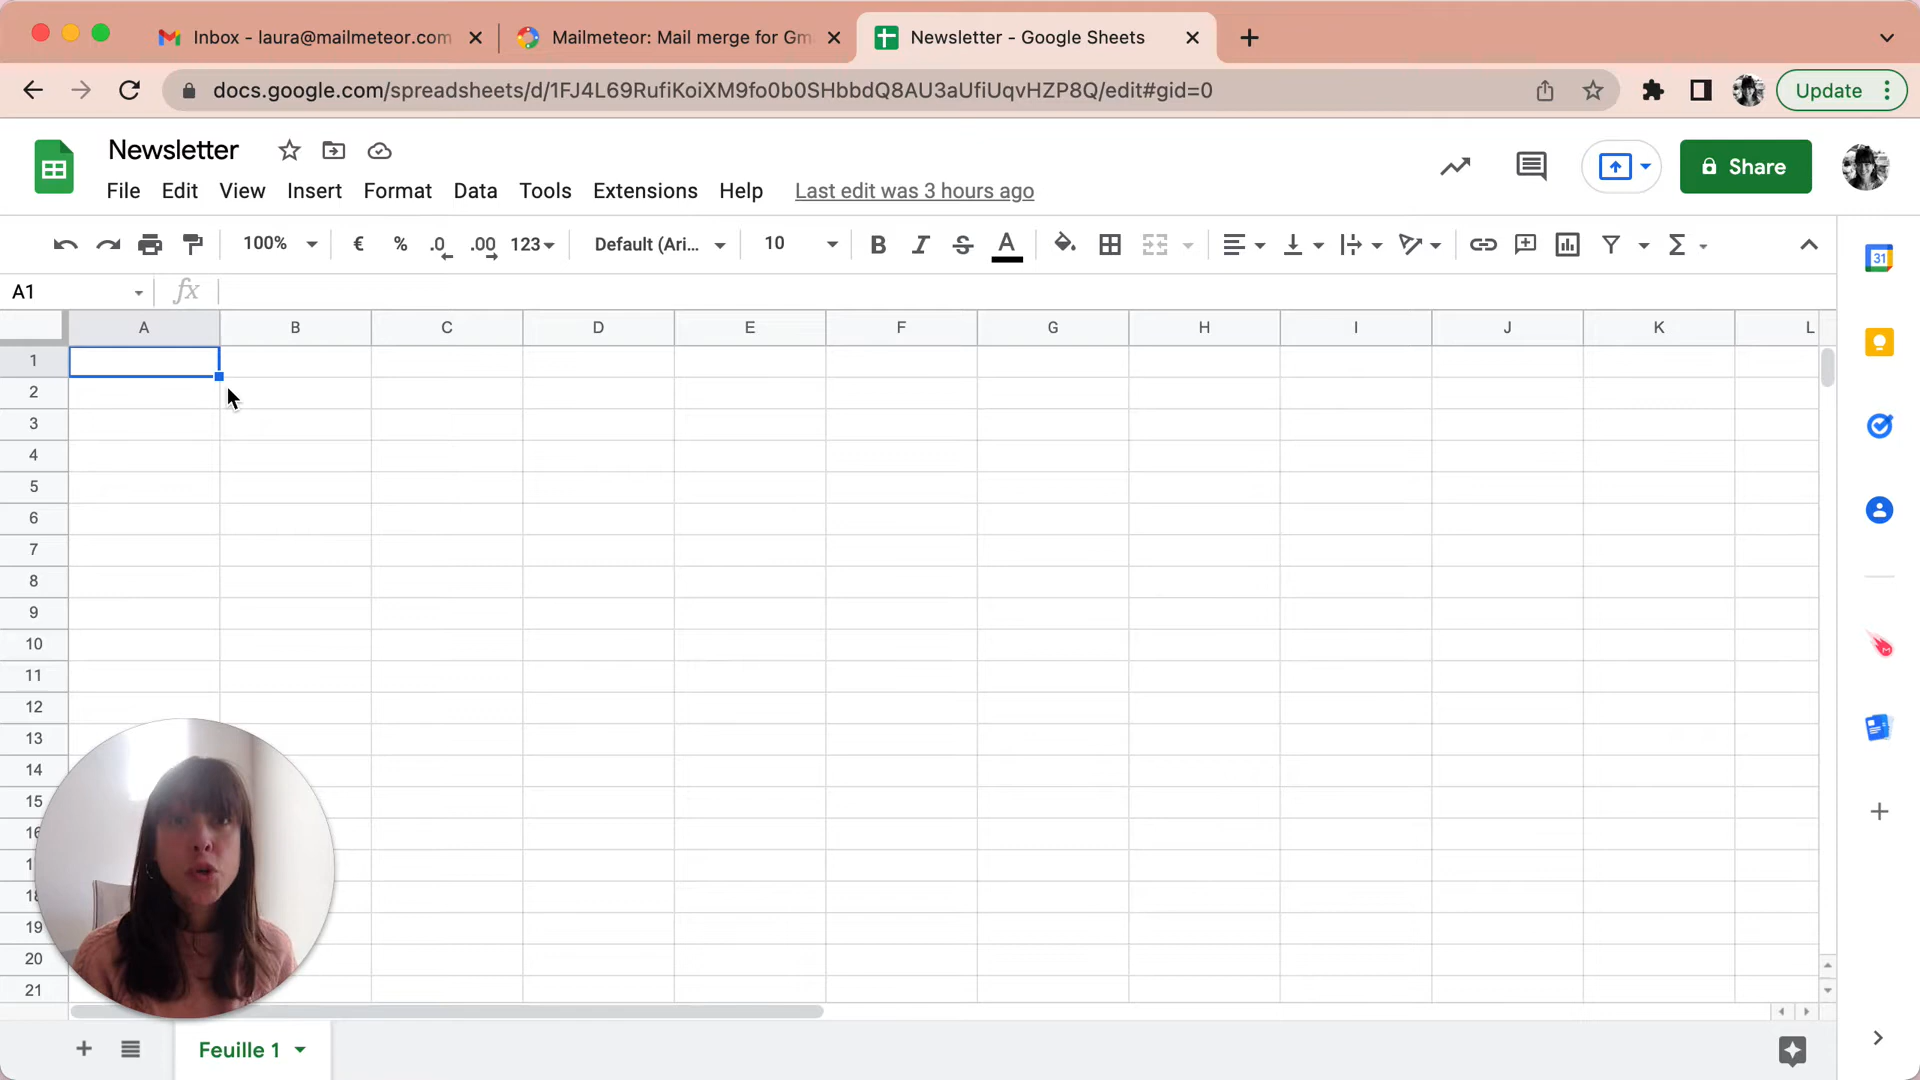 Inbox - laura@mailmeteor.com
Mailmeteor: Mail merge for Gm
Newsletter - Google Sheets
docs.google.com/spreadsheets/d/1FJ4L69RufiKoiXM9fo0b0SHbbdQ8AU3aUfiUqvHZP8Q/edit#gid=0
Update
Newsletter
File Edit View Insert Format Data Tools Extensions Help Last edit was 3 hours ago
Share
100% € % .0 .00 123 Default (Ari... 10 B I S A Σ
31
A1 fx
A B C D E F G H I J K L
1
2
3
4
5
6
7
8
9
10
11
12
13
14
15
16
1
18
19
20
21
Feuille 1